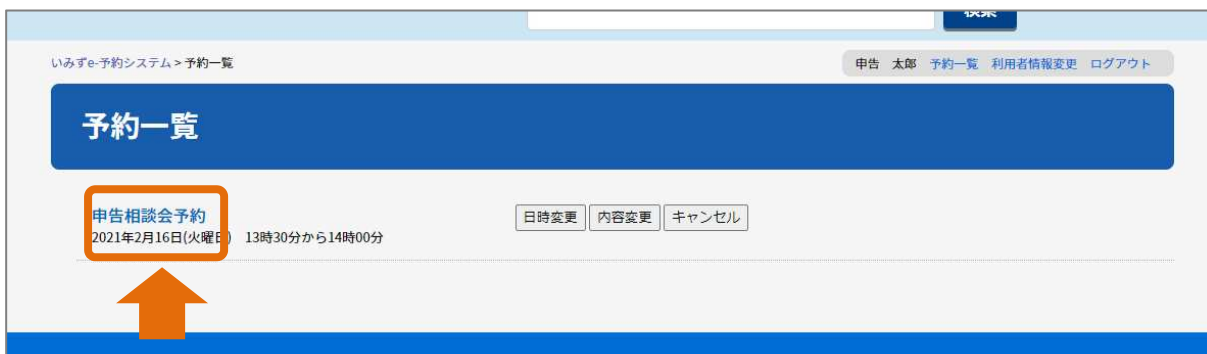 いみずe-予約システム > 予約一覧
申告 太郎 予約一覧 利用者情報変更 ログアウト
予約一覧
申告相談会予約
日時変更 内容変更 キャンセル
2021年2月16日(火曜日) 13時30分から14時00分